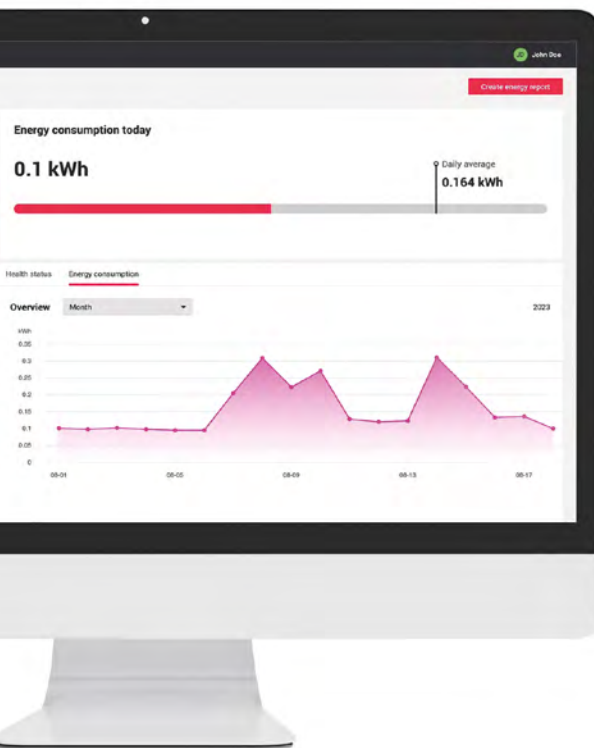 JD John Doe
Create energy report
Energy consumption today
0.1 kWh
Daily average
0.164 kWh
Health status Energy consumption
Overview Month 2023
kWh
0.35
0.3
0.25
0.2
0.15
0.1
0.05
0
08-01 08-05 08-09 08-13 08-17